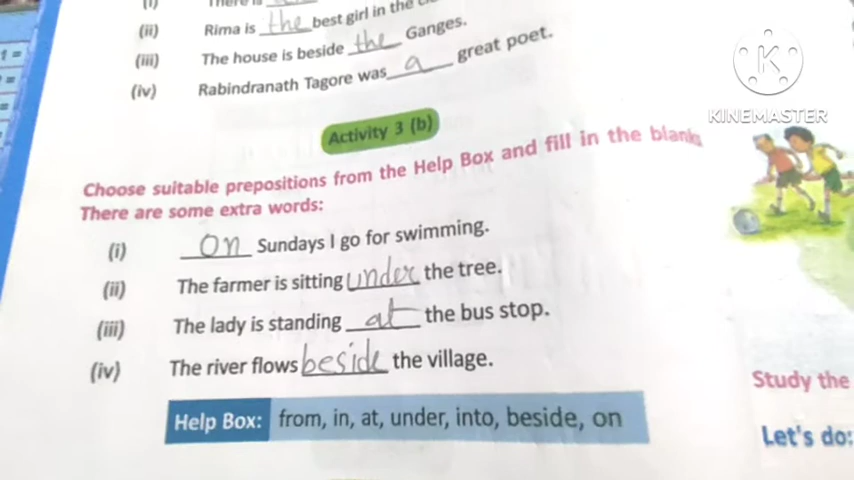 (i) There is
(ii) Rima is the best girl in the
(iii) The house is beside the Ganges.
(iv) Rabindranath Tagore was a great poet.
K
KINEMASTER
Activity 3 (b)
Choose suitable prepositions from the Help Box and fill in the blanks
There are some extra words:
(i) On Sundays I go for swimming.
(ii) The farmer is sitting under the tree.
(iii) The lady is standing at the bus stop.
(iv) The river flows beside the village.
Help Box: from, in, at, under, into, beside, on
Study the
Let's do: